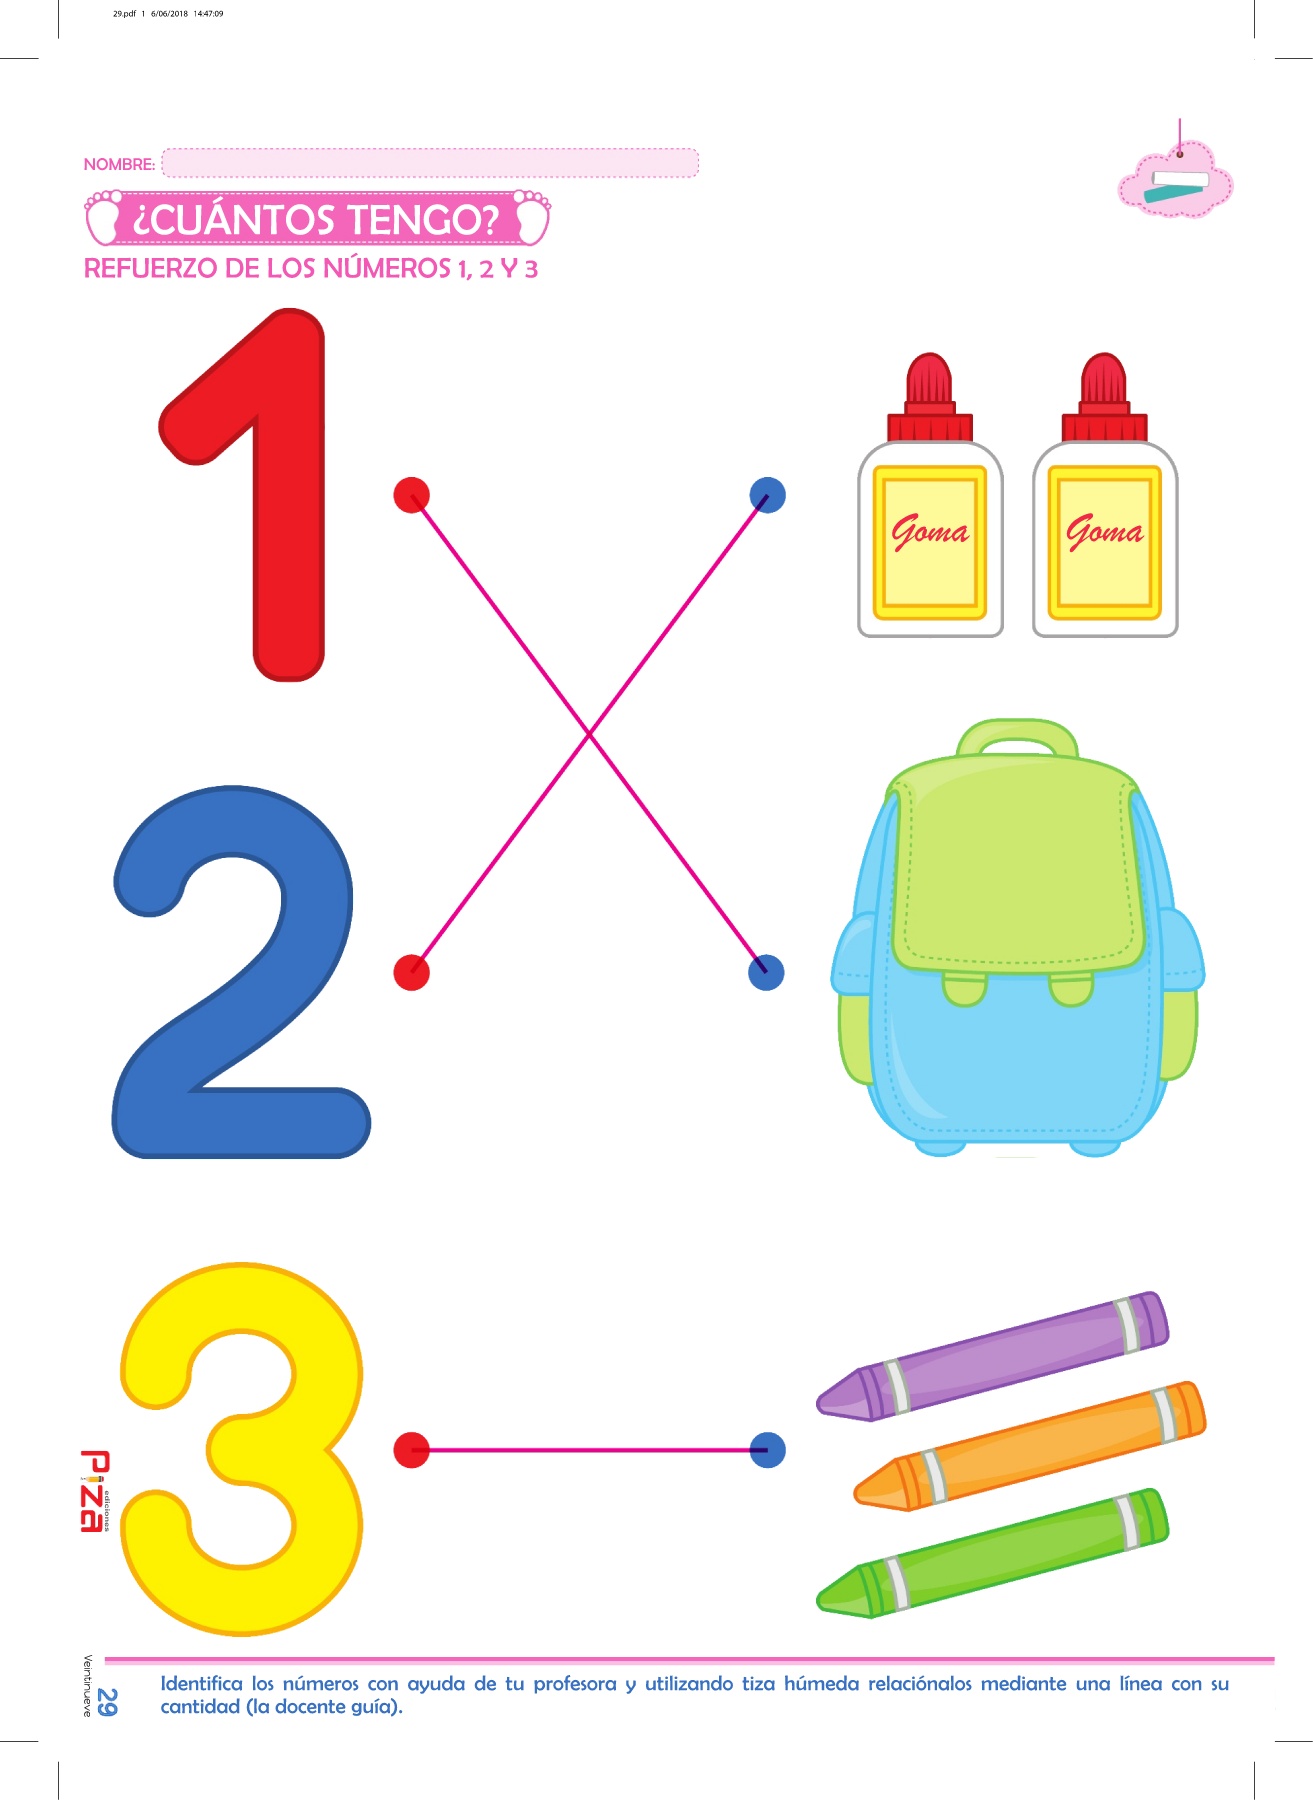 29.pdf 1 6/06/2018 14:47:09
NOMBRE:
¿CUÁNTOS TENGO?
REFUERZO DE LOS NÚMEROS 1, 2 Y 3
1
Goma Goma
2
3
PIZA
ediciones
Identifica los números con ayuda de tu profesora y utilizando tiza húmeda relaciónalos mediante una línea con su
cantidad (la docente guía).
Veintinueve
29